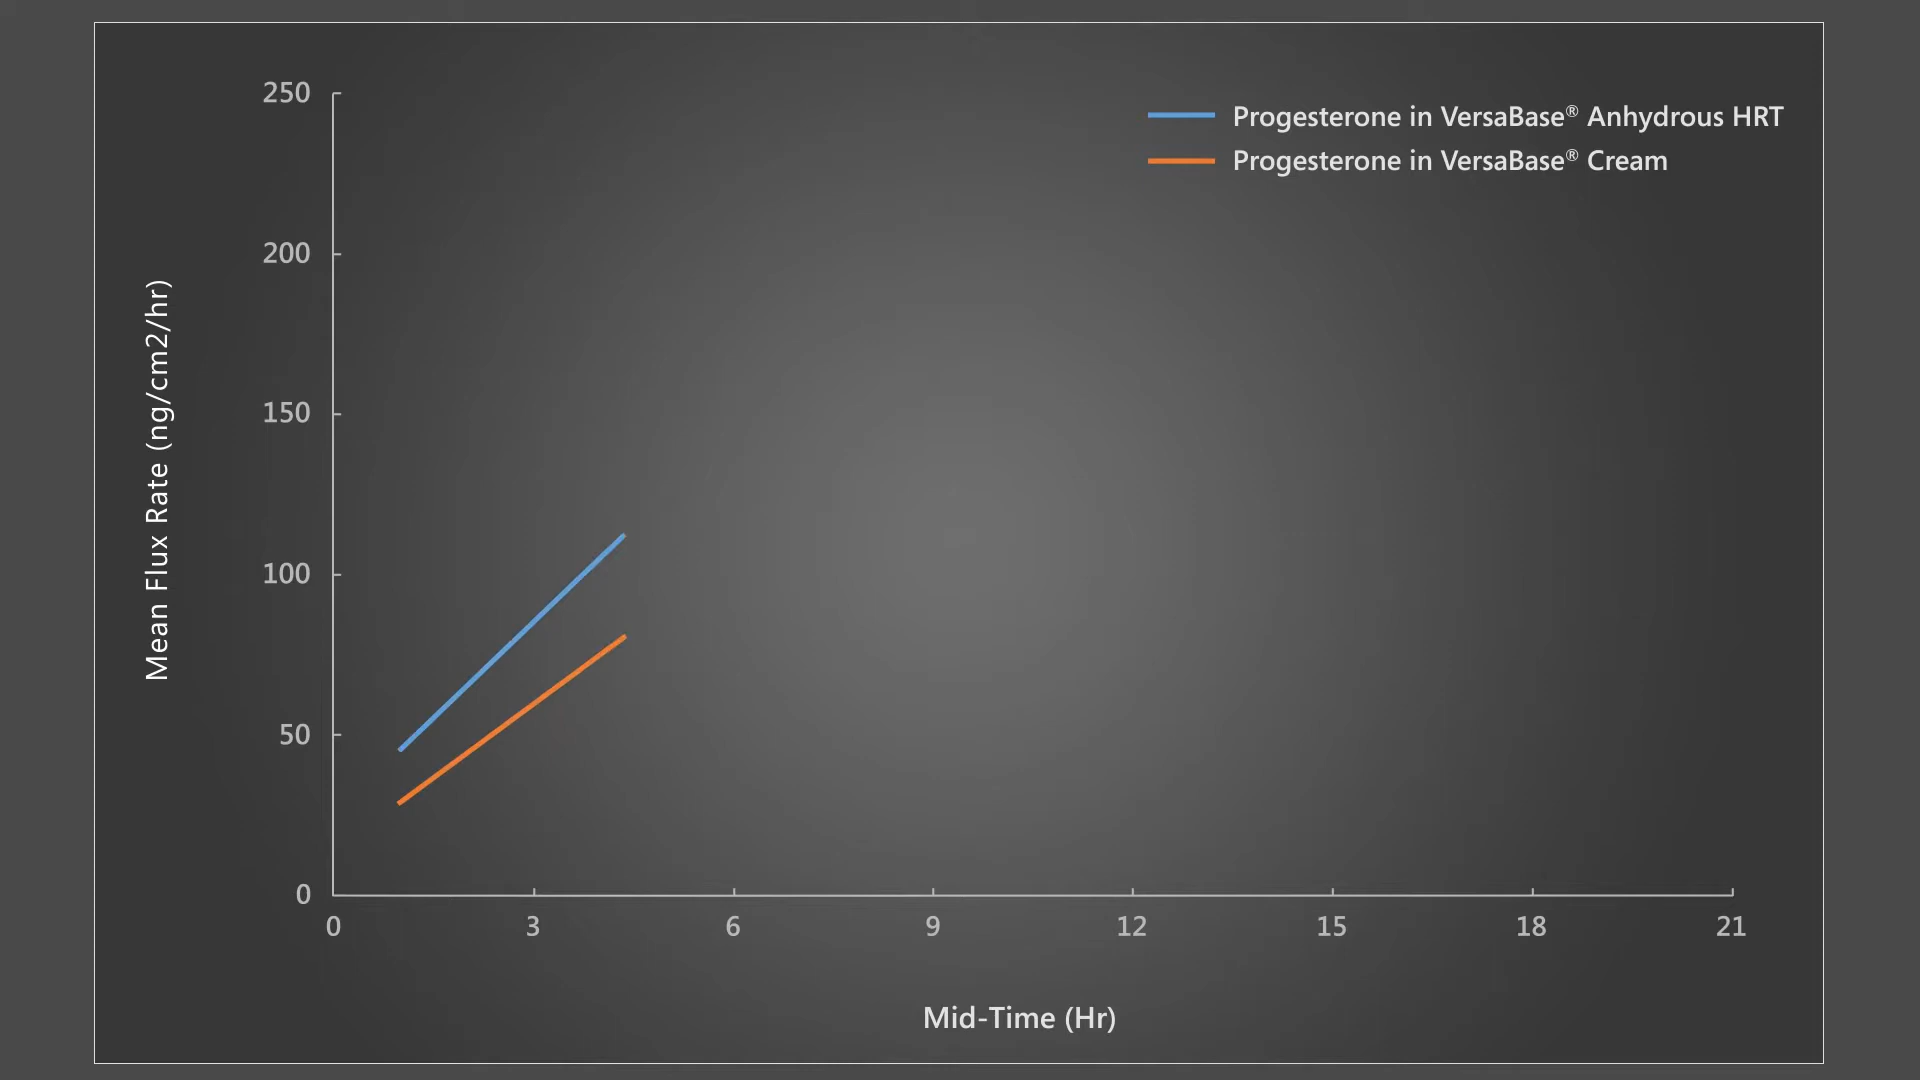 250
Progesterone in VersaBase® Anhydrous HRT
Progesterone in VersaBase® Cream
200
150
100
50
0
Mean Flux Rate (ng/cm2/hr)
0 3 6 9 12 15 18 21
Mid-Time (Hr)